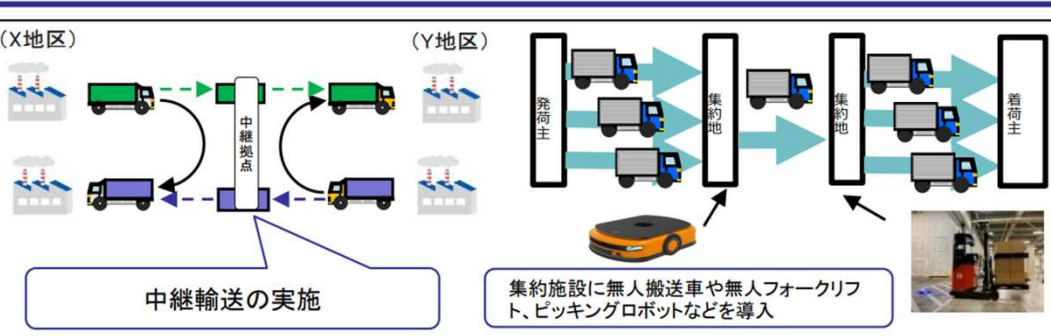 （X地区）
（Y地区）
中継拠点
中継輸送の実施
発荷主
集約地
集約地
着荷主
集約施設に無人搬送車や無人フォークリフ
ト、ピッキングロボットなどを導入